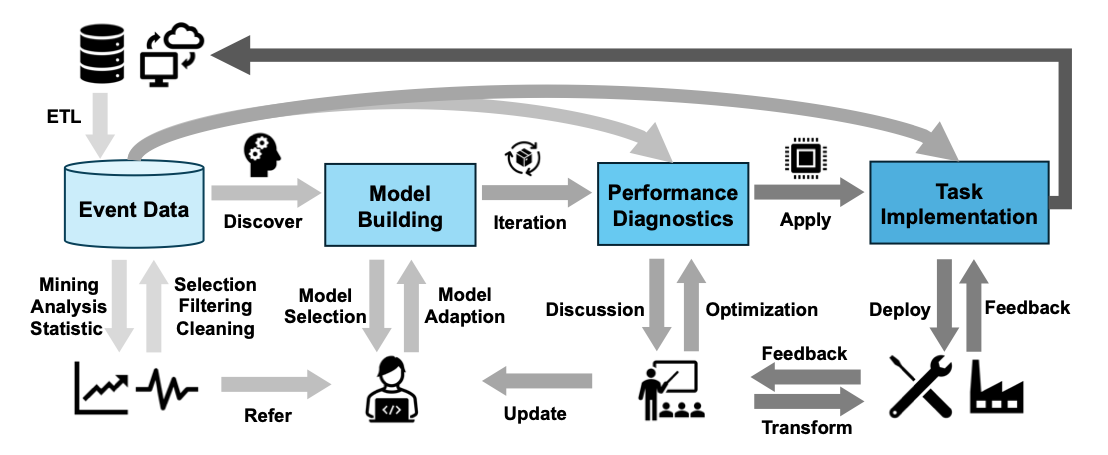 ETL
Event Data
Discover
Model
Building
Iteration
Performance
Diagnostics
Apply
Task
Implementation
Mining
Analysis
Statistic
Selection
Filtering
Cleaning
Model
Selection
Model
Adaption
Discussion
Optimization
Deploy
Feedback
Refer
</>
Update
Feedback
Transform